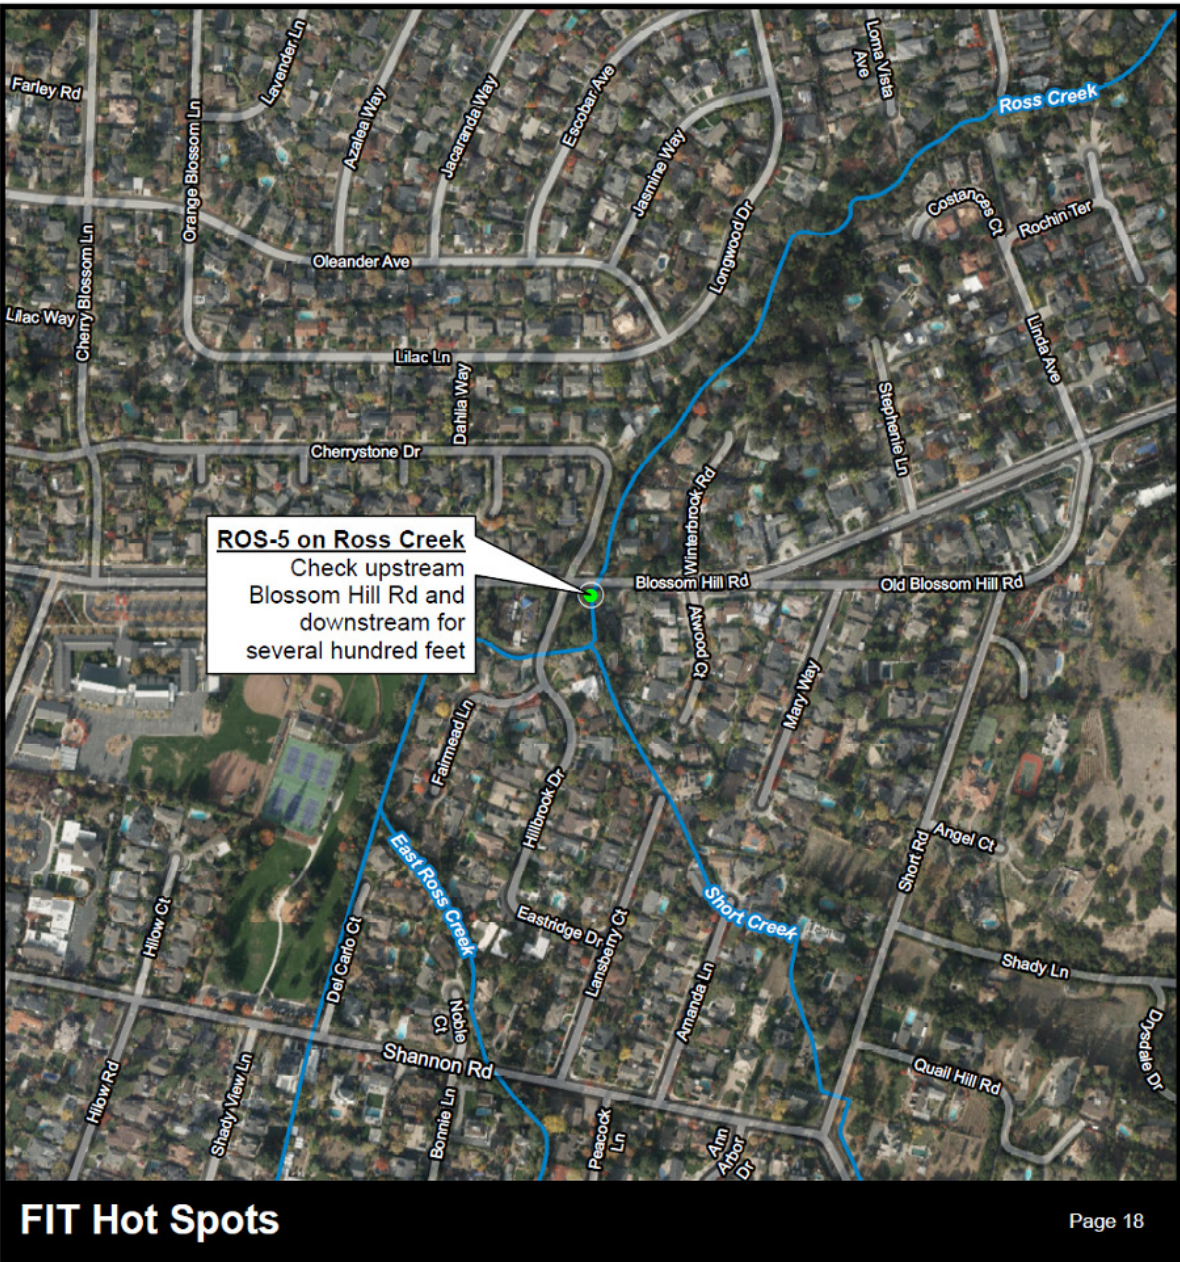 Farley Rd
Lavender Ln
Orange Blossom Ln
Azalea Way
Jacaranda Way
Escobar Ave
Jasmine Way
Loma Vista
Ave
Ross Creek
Costances Ct
Rochin Ter
Longwood Dr
Oleander Ave
Cherry Blossom Ln
Lilac Way
Lilac Ln
Dahlia Way
Linda Ave
Stephenie Ln
Cherrystone Dr
Winterbrook Rd
ROS-5 on Ross Creek
Check upstream
Blossom Hill Rd and
downstream for
several hundred feet
Blossom Hill Rd
Old Blossom Hill Rd
Atwood Ct
Mary Way
Fairmead Ln
Hillbrook Dr
East Ross Creek
Short Rd
Angel Ct
Short Creek
Hilow Ct
Del Carlo Ct
Eastridge Dr
Lansberry Ct
Amanda Ln
Shady Ln
Noble
Ct
Shannon Rd
Drysdale Dr
Quail Hill Rd
Hilow Rd
Shady View Ln
Bonnie Ln
Peacock
Ln
Ann
Arbor
Dr
FIT Hot Spots
Page 18